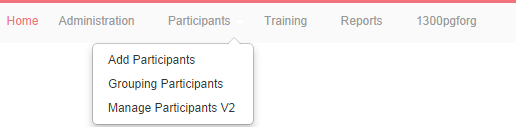 Home Administration Participants Training Reports 1300pgforg
Add Participants
Grouping Participants
Manage Participants V2